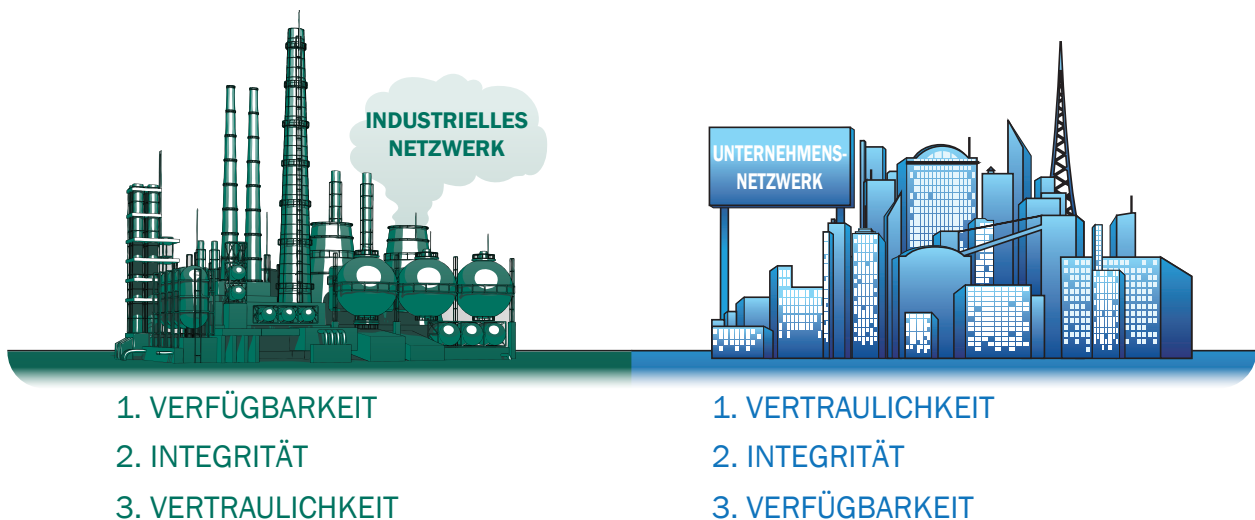 INDUSTRIELLES
NETZWERK
UNTERNEHMENS-
NETZWERK
1. VERFÜGBARKEIT
2. INTEGRITÄT
3. VERTRAULICHKEIT
1. VERTRAULICHKEIT
2. INTEGRITÄT
3. VERFÜGBARKEIT